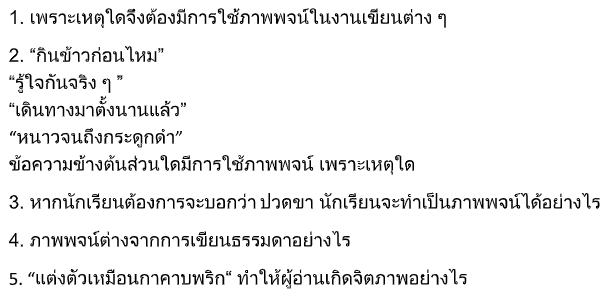 1. เพราะเหตุใดจึงต้องมีการใช้ภาพพจน์ในงานเขียนต่าง ๆ
2. “กินข้าวก่อนไหม”
“รู้ใจกันจริง ๆ ”
“เดินทางมาตั้งนานแล้ว”
“หนาวจนถึงกระดูกดำ”
ข้อความข้างต้นส่วนใดมีการใช้ภาพพจน์ เพราะเหตุใด
3. หากนักเรียนต้องการจะบอกว่า ปวดขา นักเรียนจะทำเป็นภาพพจน์ได้อย่างไร
4. ภาพพจน์ต่างจากการเขียนธรรมดาอย่างไร
5. “แต่งตัวเหมือนกาคาบพริก“ ทำให้ผู้อ่านเกิดจิตภาพอย่างไร